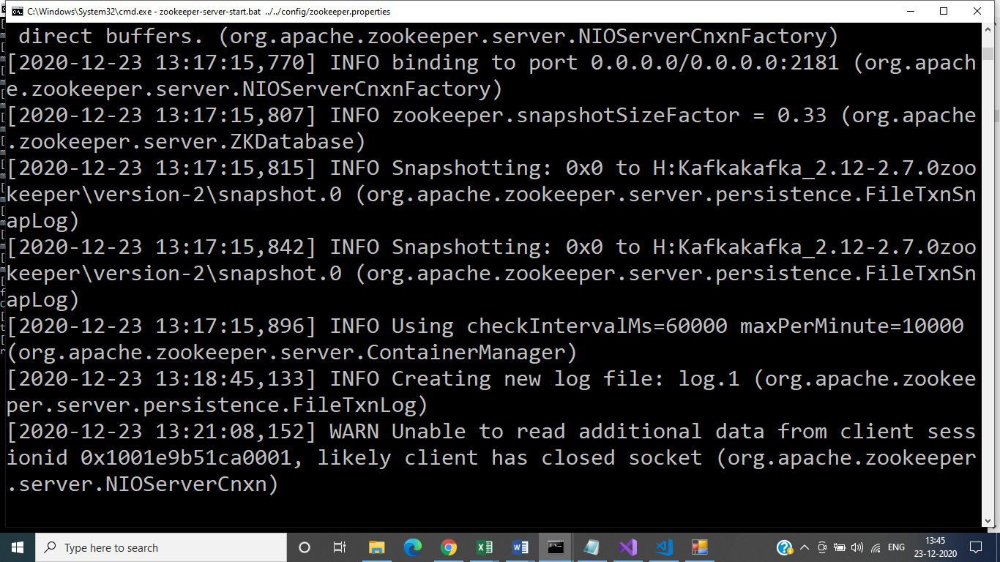 C:\Windows\System32\cmd.exe - zookeeper-server-start.bat ../../config/zookeeper.properties
direct buffers. (org.apache.zookeeper.server.NIOServerCnxnFactory)
[2020-12-23 13:17:15,770] INFO binding to port 0.0.0.0/0.0.0.0:2181 (org.apach
e.zookeeper.server.NIOServerCnxnFactory)
[2020-12-23 13:17:15,807] INFO zookeeper.snapshotSizeFactor = 0.33 (org.apache
.zookeeper.server.ZKDatabase)
[2020-12-23 13:17:15,815] INFO Snapshotting: 0x0 to H:Kafkakafka_2.12-2.7.0zoo
keeper\version-2\snapshot.0 (org.apache.zookeeper.server.persistence.FileTxnSn
apLog)
[2020-12-23 13:17:15,842] INFO Snapshotting: 0x0 to H:Kafkakafka_2.12-2.7.0zoo
keeper\version-2\snapshot.0 (org.apache.zookeeper.server.persistence.FileTxnSn
apLog)
[2020-12-23 13:17:15,896] INFO Using checkIntervalMs=60000 maxPerMinute=10000
(org.apache.zookeeper.server.ContainerManager)
[2020-12-23 13:18:45,133] INFO Creating new log file: log.1 (org.apache.zookee
per.server.persistence.FileTxnLog)
[2020-12-23 13:21:08,152] WARN Unable to read additional data from client sess
ionid 0x1001e9b51ca0001, likely client has closed socket (org.apache.zookeeper
.server.NIOServerCnxn)
Type here to search
ENG
13:45
23-12-2020